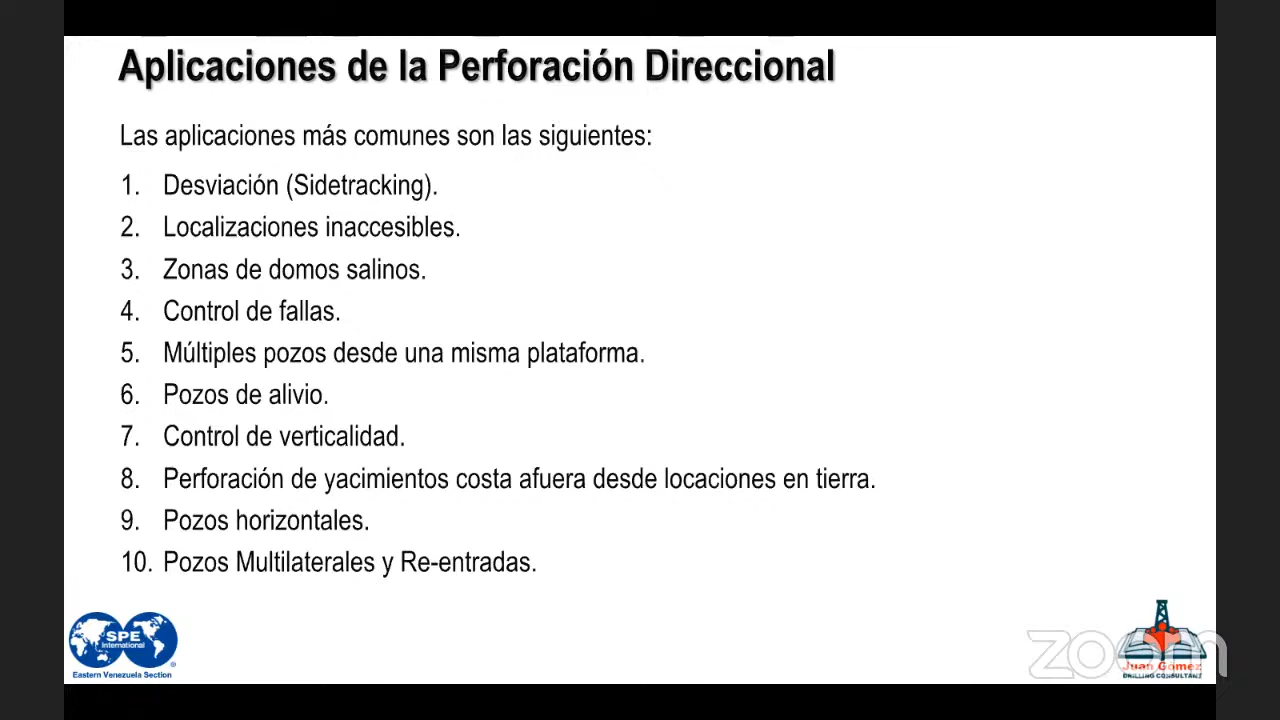 Aplicaciones de la Perforación Direccional
Las aplicaciones más comunes son las siguientes:
1. Desviación (Sidetracking).
2. Localizaciones inaccesibles.
3. Zonas de domos salinos.
4. Control de fallas.
5. Múltiples pozos desde una misma plataforma.
6. Pozos de alivio.
7. Control de verticalidad.
8. Perforación de yacimientos costa afuera desde locaciones en tierra.
9. Pozos horizontales.
10. Pozos Multilaterales y Re-entradas.
SPE
International
®
Eastern Venezuela Section
zoom
Juan Gómez
DRILLING CONSULTANT